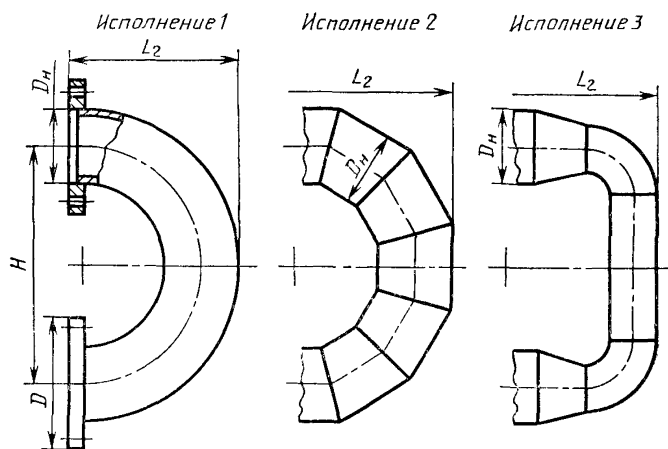 Исполнение 1
Исполнение 2
Исполнение 3
L₂
L₂
L₂
Dн
Dн
Dн
H
D